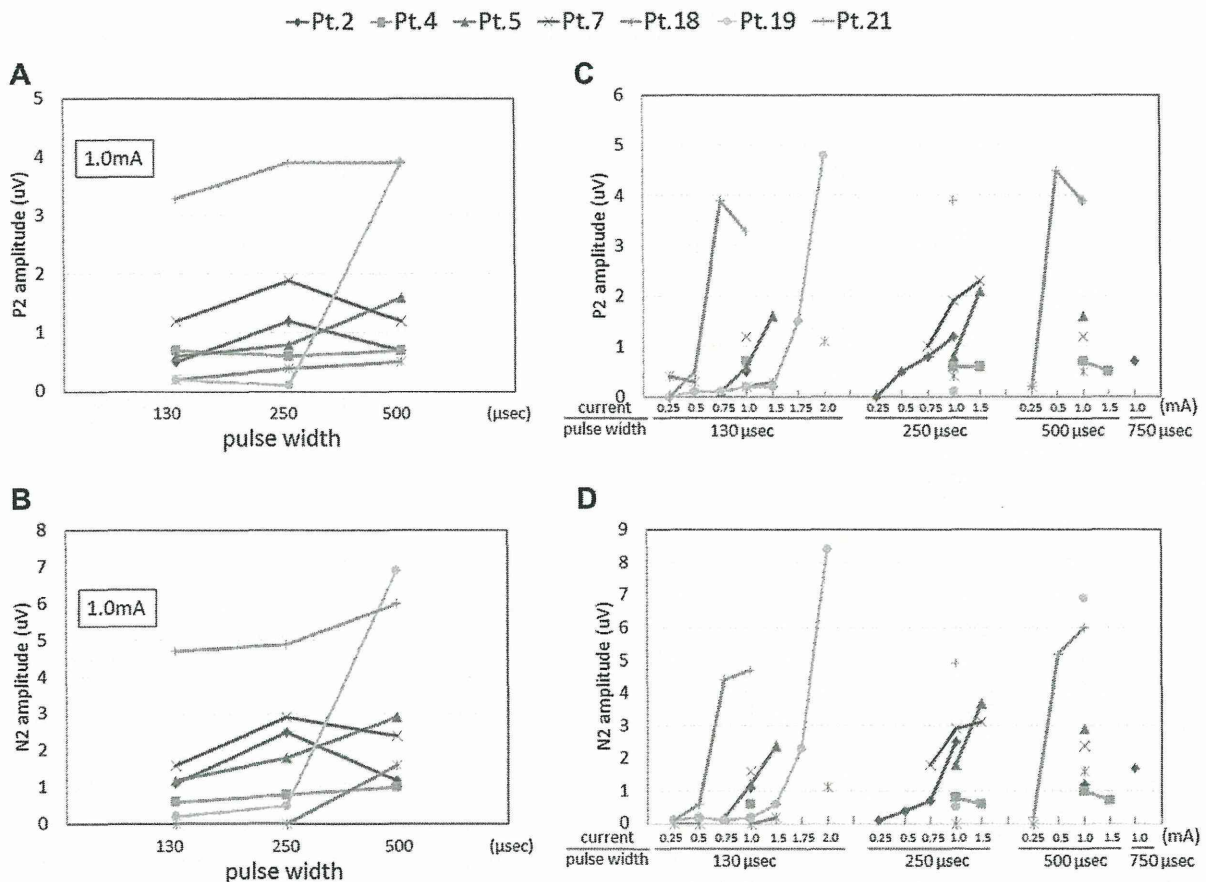 Pt.2 Pt.4 Pt.5 Pt.7 Pt.18 Pt.19 Pt.21
A
P2 amplitude (uV)
5
4
3
2
1
0
1.0mA
130 250 500 (μsec)
pulse width
B
N2 amplitude (uV)
8
7
6
5
4
3
2
1
0
1.0mA
130 250 500 (μsec)
pulse width
C
P2 amplitude (uV)
6
5
4
3
2
1
0
current 0.25 0.5 0.75 1.0 1.5 1.75 2.0 0.25 0.5 0.75 1.0 1.5 0.25 0.5 1.0 1.5 1.0 (mA)
pulse width 130 μsec 250 μsec 500 μsec 750 μsec
D
N2 amplitude (uV)
9
8
7
6
5
4
3
2
1
0
current 0.25 0.5 0.75 1.0 1.5 1.75 2.0 0.25 0.5 0.75 1.0 1.5 0.25 0.5 1.0 1.5 1.0 (mA)
pulse width 130 μsec 250 μsec 500 μsec 750 μsec